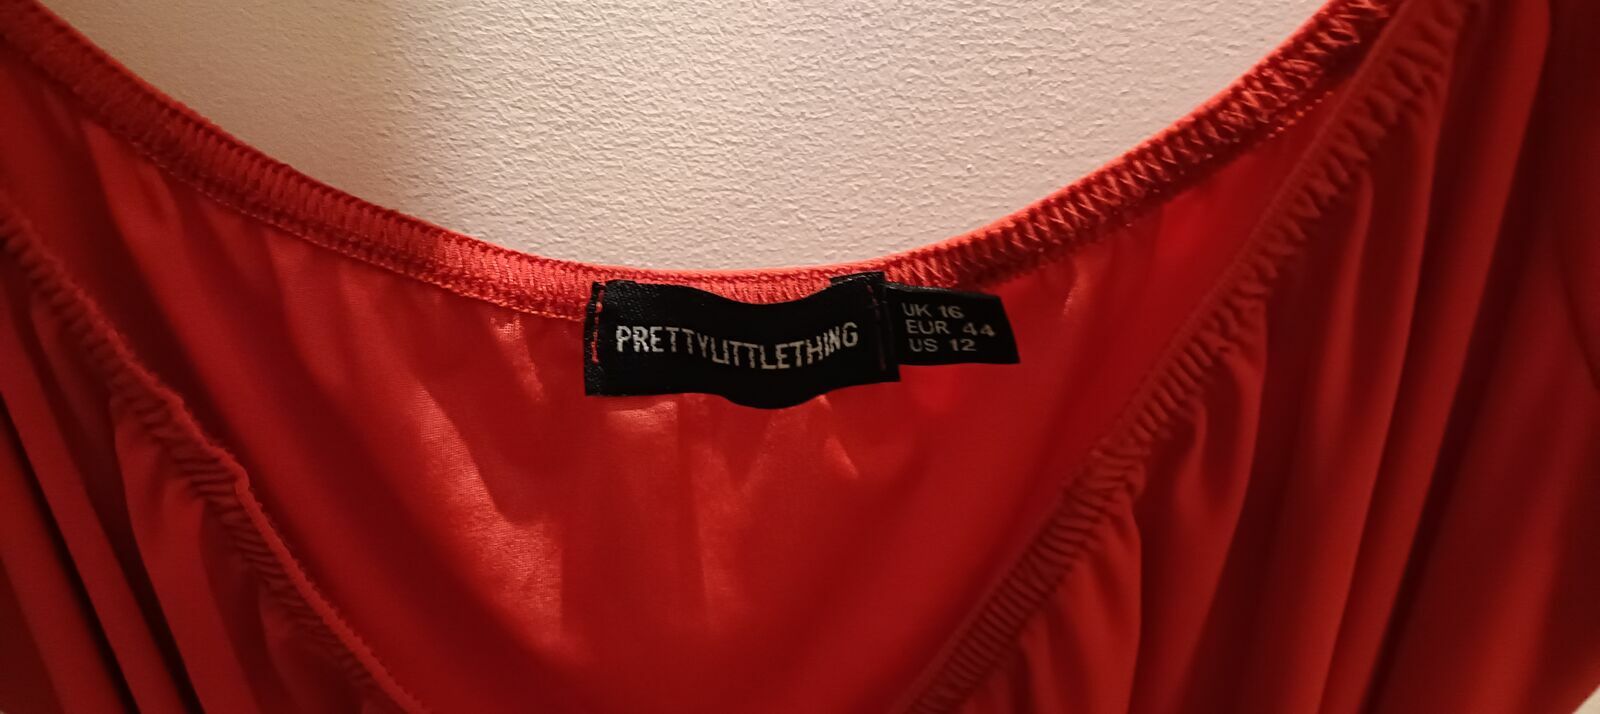 PRETTYLITTLETHING
UK 16
EUR 44
US 12